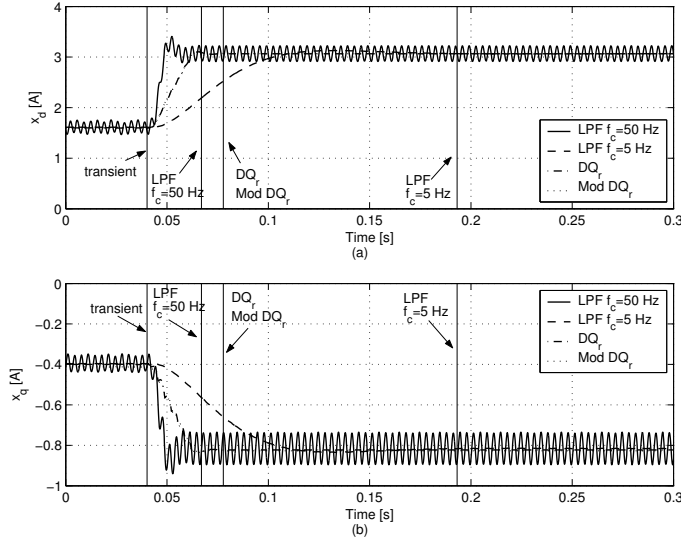 4
3
2
1
0
x_d [A]
transient
LPF
f_c=50 Hz
DQ_r
Mod DQ_r
LPF
f_c=5 Hz
LPF f_c=50 Hz
LPF f_c=5 Hz
DQ_r
Mod DQ_r
0 0.05 0.1 0.15 0.2 0.25 0.3
Time [s]
(a)
0
−0.2
−0.4
−0.6
−0.8
−1
x_q [A]
transient
LPF
f_c=50 Hz
DQ_r
Mod DQ_r
LPF
f_c=5 Hz
LPF f_c=50 Hz
LPF f_c=5 Hz
DQ_r
Mod DQ_r
0 0.05 0.1 0.15 0.2 0.25 0.3
Time [s]
(b)